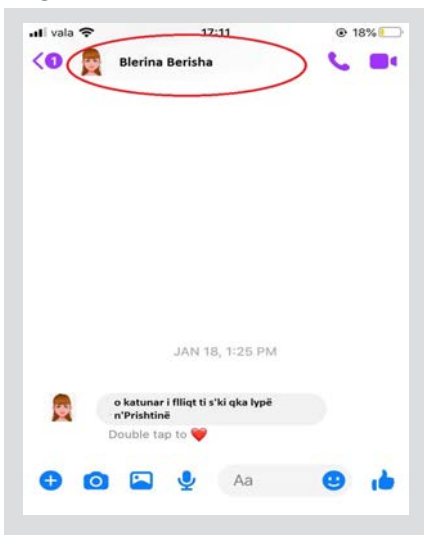 vala 17:11 18%
1 Blerina Berisha
JAN 18, 1:25 PM
o katunar i flliqt ti s'ki qka lypë
n'Prishtinë
Double tap to ❤️
Aa